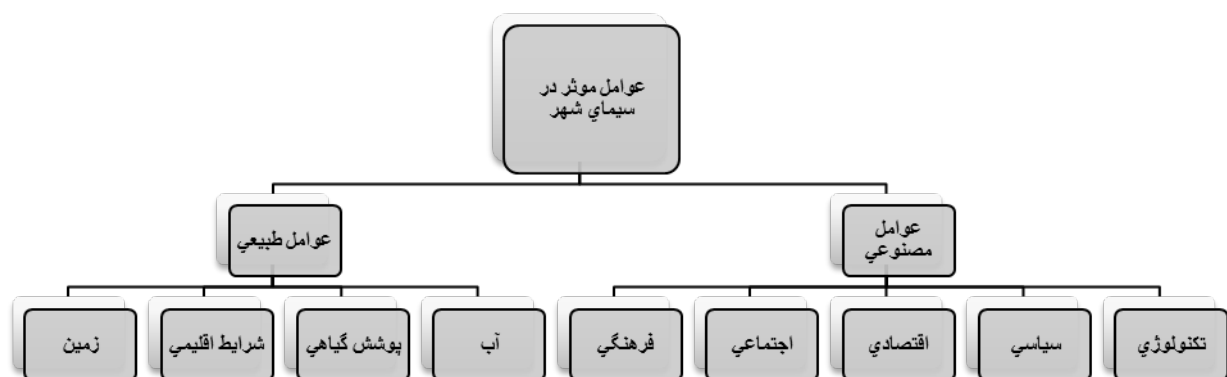 عوامل موثر در
سيماي شهر
عوامل
مصنوعي
عوامل طبيعي
تكنولوژي
سياسي
اقتصادي
اجتماعي
فرهنگي
آب
پوشش گياهي
شرايط اقليمي
زمين